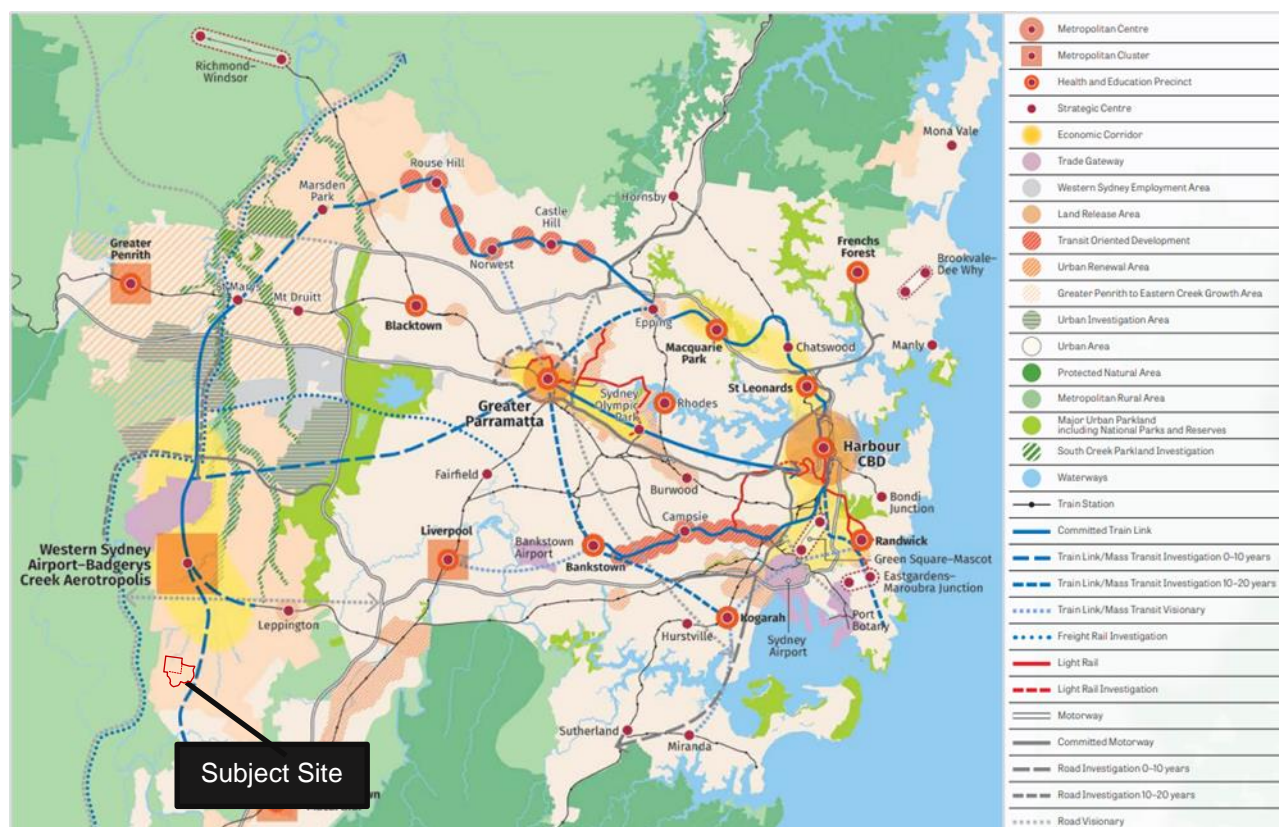 Richmond–
Windsor
Mona Vale
Rouse Hill
Marsden
Park
Hornsby
Castle
Hill
Greater
Penrith
Norwest
Frenchs
Forest
Brookvale–
Dee Why
St Marys
Mt Druitt
Blacktown
Epping
Macquarie
Park
Chatswood
Manly
St Leonards
Greater
Parramatta
Sydney
Olympic
Park
Rhodes
Harbour
CBD
Fairfield
Burwood
Bondi
Junction
Liverpool
Bankstown
Airport
Campsie
Bankstown
Randwick
Green Square–Mascot
Western Sydney
Airport–Badgerys
Creek Aerotropolis
Eastgardens–
Maroubra Junction
Leppington
Kogarah
Hurstville
Port
Botany
Sydney
Airport
Sutherland
Miranda
Subject Site
Metropolitan Centre
Metropolitan Cluster
Health and Education Precinct
Strategic Centre
Economic Corridor
Trade Gateway
Western Sydney Employment Area
Land Release Area
Transit Oriented Development
Urban Renewal Area
Greater Penrith to Eastern Creek Growth Area
Urban Investigation Area
Urban Area
Protected Natural Area
Metropolitan Rural Area
Major Urban Parkland
including National Parks and Reserves
South Creek Parkland Investigation
Waterways
Train Station
Committed Train Link
Train Link/Mass Transit Investigation 0–10 years
Train Link/Mass Transit Investigation 10–20 years
Train Link/Mass Transit Visionary
Freight Rail Investigation
Light Rail
Light Rail Investigation
Motorway
Committed Motorway
Road Investigation 0–10 years
Road Investigation 10–20 years
Road Visionary